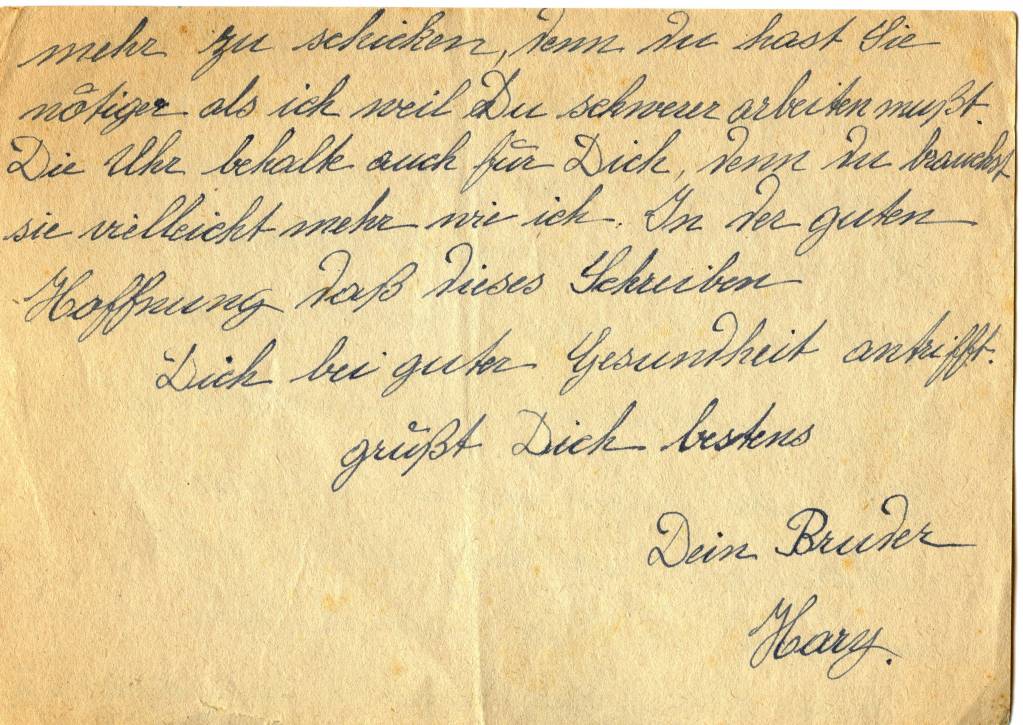 mehr zu schicken, denn du hast Sie
nötiger als ich weil Du schwerer arbeiten mußt.
Die Uhr behalte auch für Dich, denn du brauchst
sie vielleicht mehr wie ich. In der guten
Hoffnung daß dieses Schreiben
Dich bei guter Gesundheit antrifft.
grüßt Dich bestens
Dein Bruder
Hary.